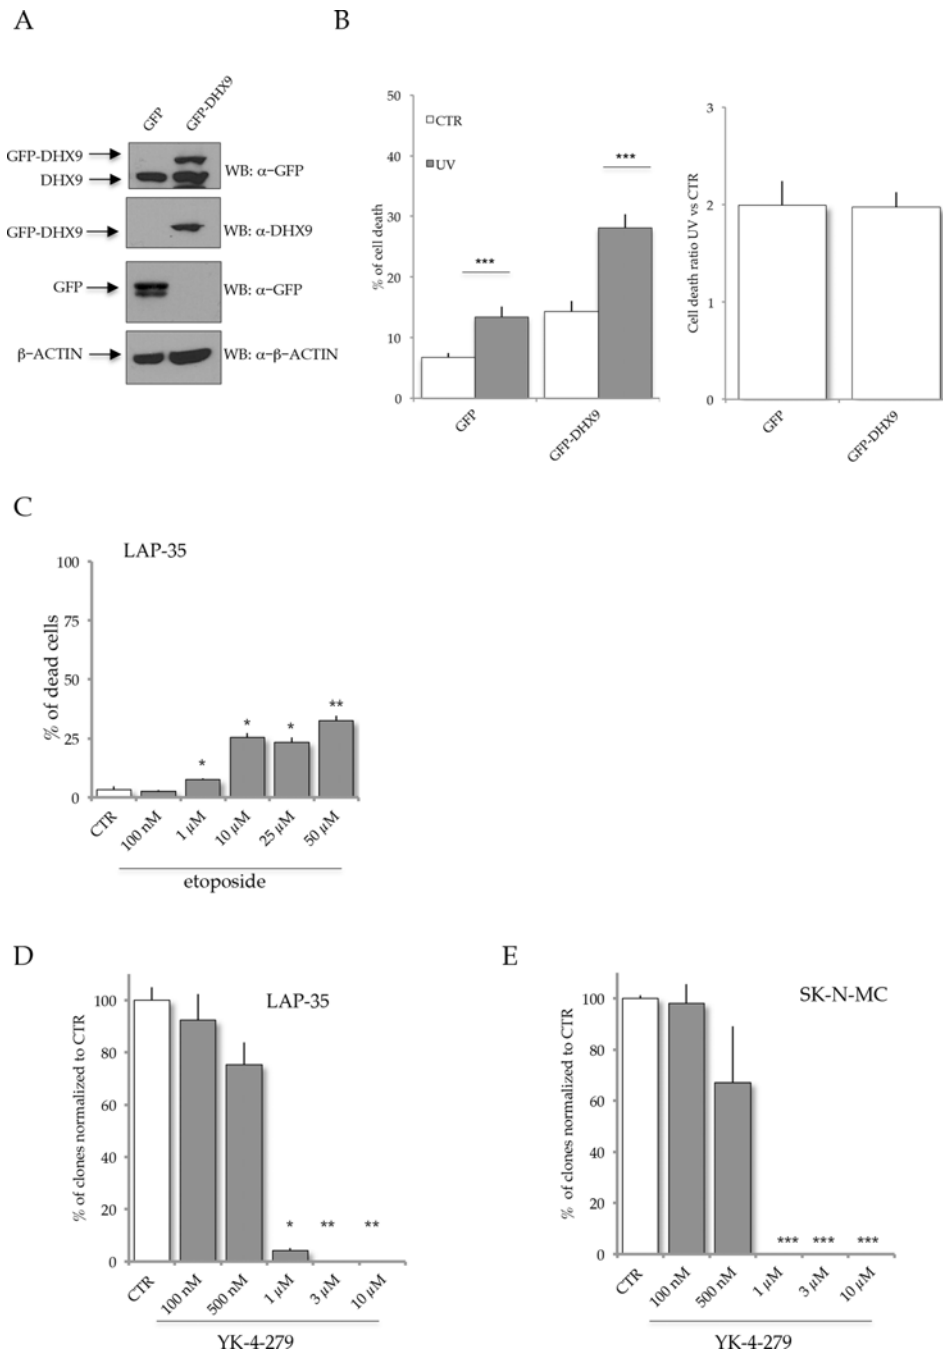 A
GFP
GFP-DHX9
GFP-DHX9
DHX9
WB: α-GFP
GFP-DHX9
WB: α-DHX9
GFP
WB: α-GFP
β-ACTIN
WB: α-β-ACTIN
B
50
40
30
20
10
0
% of cell death
CTR
UV
***
***
GFP
GFP-DHX9
3
2
1
0
Cell death ratio UV vs CTR
GFP
GFP-DHX9
C
LAP-35
100
75
50
25
0
% of dead cells
*
*
*
**
CTR
100 nM
1 µM
10 µM
25 µM
50 µM
etoposide
D
LAP-35
100
80
60
40
20
0
% of clones normalized to CTR
*
**
**
CTR
100 nM
500 nM
1 µM
3 µM
10 µM
YK-4-279
E
SK-N-MC
100
80
60
40
20
0
% of clones normalized to CTR
***
***
***
CTR
100 nM
500 nM
1 µM
3 µM
10 µM
YK-4-279